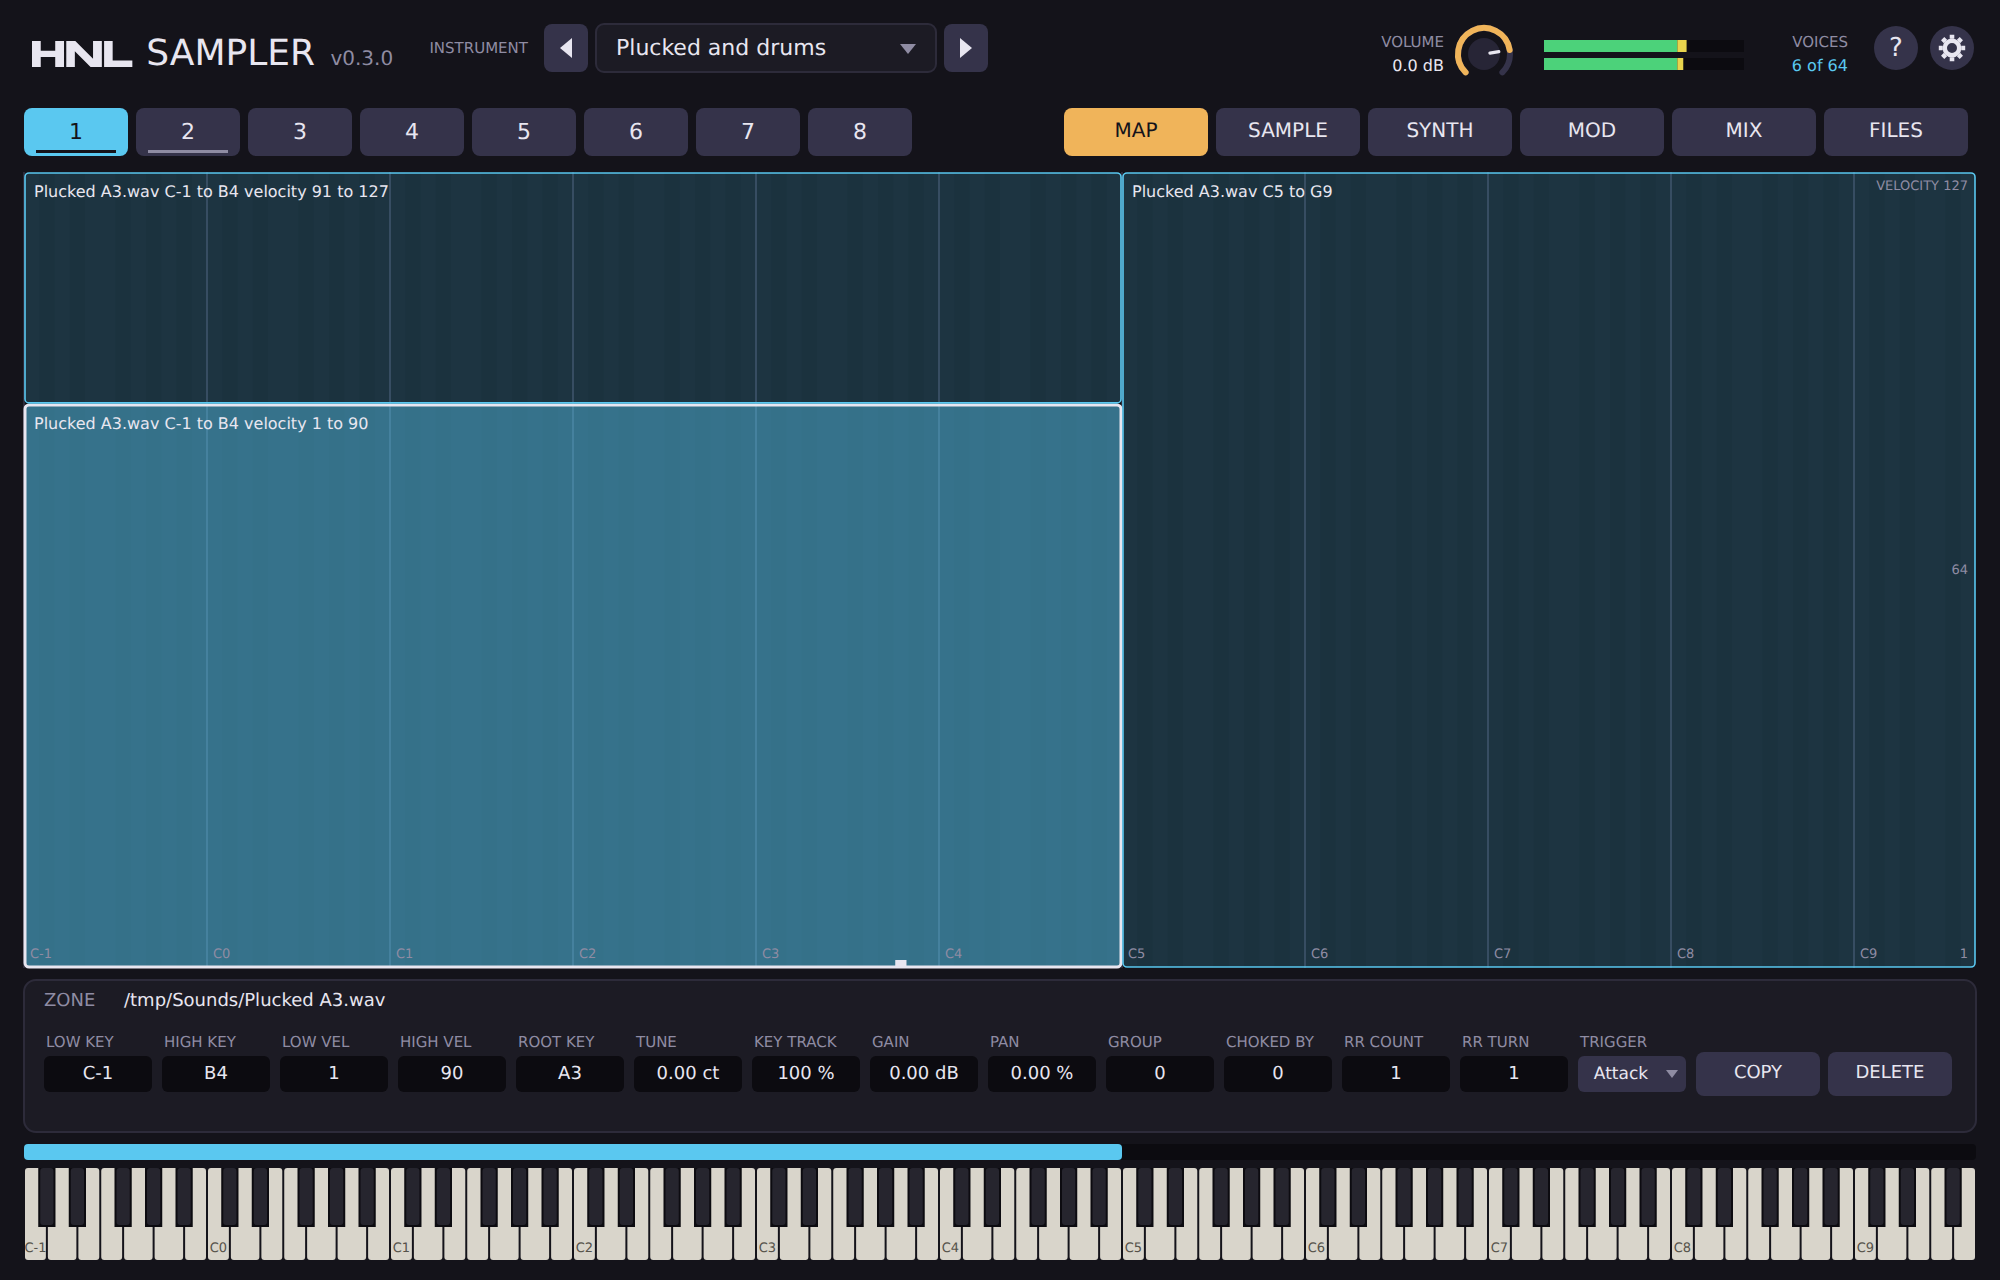 HNL SAMPLER v0.3.0
INSTRUMENT
Plucked and drums
VOLUME
0.0 dB
VOICES
6 of 64
?
1 2 3 4 5 6 7 8
MAP SAMPLE SYNTH MOD MIX FILES
Plucked A3.wav C-1 to B4 velocity 91 to 127
Plucked A3.wav C5 to G9
VELOCITY 127
Plucked A3.wav C-1 to B4 velocity 1 to 90
64
C-1 C0 C1 C2 C3 C4 C5 C6 C7 C8 C9 1
ZONE /tmp/Sounds/Plucked A3.wav
LOW KEY HIGH KEY LOW VEL HIGH VEL ROOT KEY TUNE KEY TRACK GAIN PAN GROUP CHOKED BY RR COUNT RR TURN TRIGGER
C-1 B4 1 90 A3 0.00 ct 100 % 0.00 dB 0.00 % 0 0 1 1 Attack COPY DELETE
C-1 C0 C1 C2 C3 C4 C5 C6 C7 C8 C9